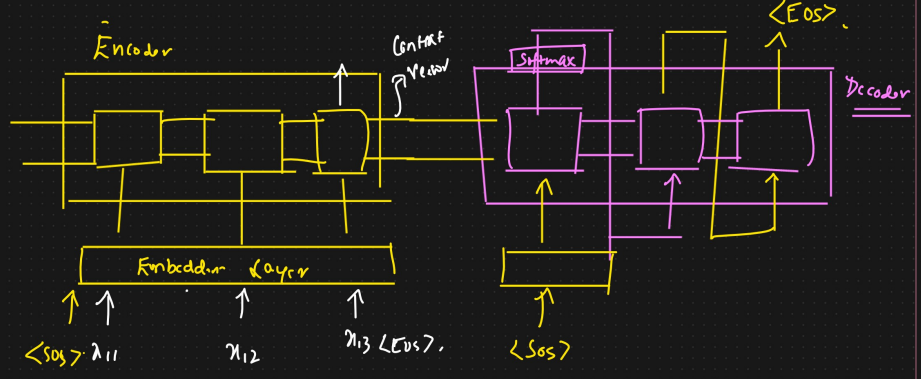 <Eos>.
Encoder
Context
vector
Softmax
Decoder
Embedding Layer
<SOS> x11 x12 x13 <EOS>.
<SOS>